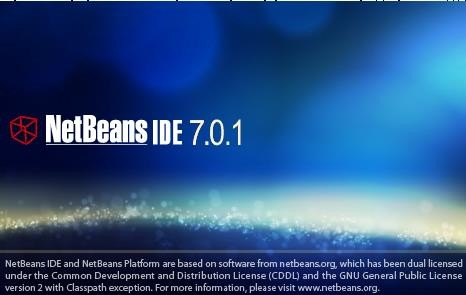 NetBeans IDE 7.0.1
NetBeans IDE and NetBeans Platform are based on software from netbeans.org, which has been dual licensed
under the Common Development and Distribution License (CDDL) and the GNU General Public License
version 2 with Classpath exception. For more information, please visit www.netbeans.org.